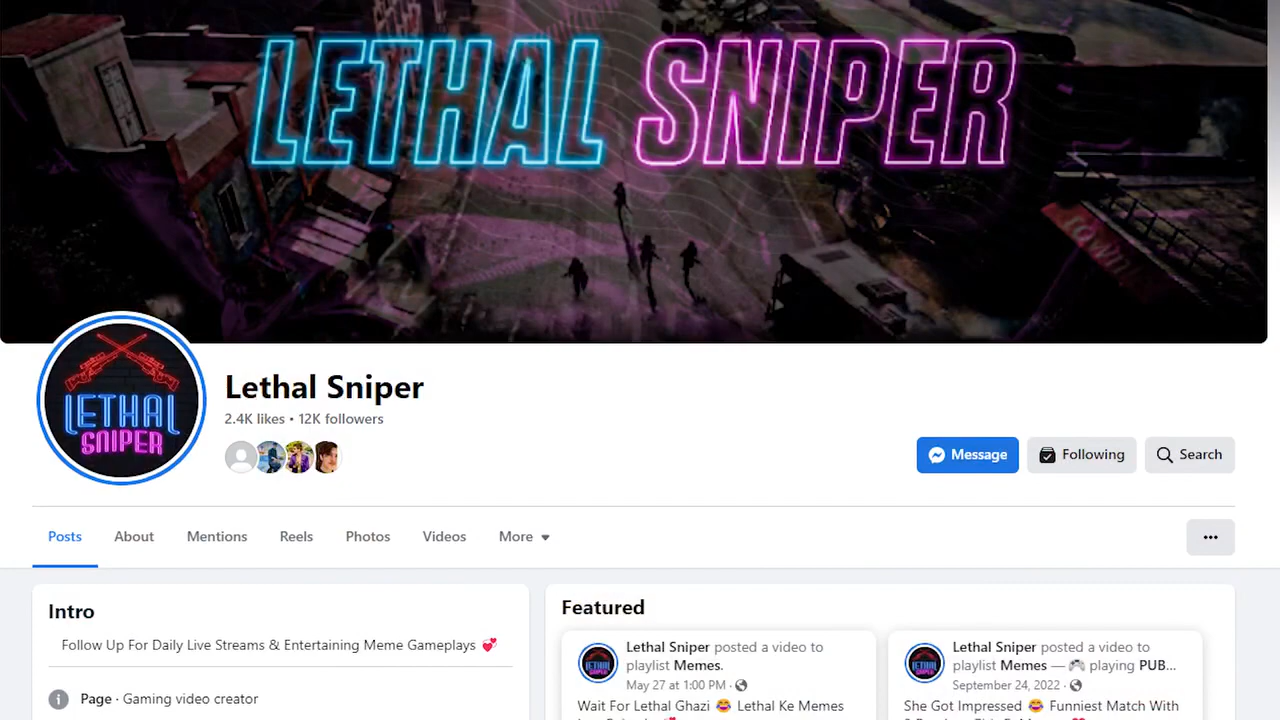 LETHAL SNIPER
LETHAL
SNIPER
Lethal Sniper
2.4K likes • 12K followers
Message
Following
Search
Posts
About
Mentions
Reels
Photos
Videos
More
Intro
Follow Up For Daily Live Streams & Entertaining Meme Gameplays 💞
Page · Gaming video creator
Featured
Lethal Sniper posted a video to
playlist Memes.
May 27 at 1:00 PM ·
Wait For Lethal Ghazi 😂 Lethal Ke Memes
Lethal Sniper posted a video to
playlist Memes — 🎮 playing PUB...
September 24, 2022 ·
She Got Impressed 😂 Funniest Match With